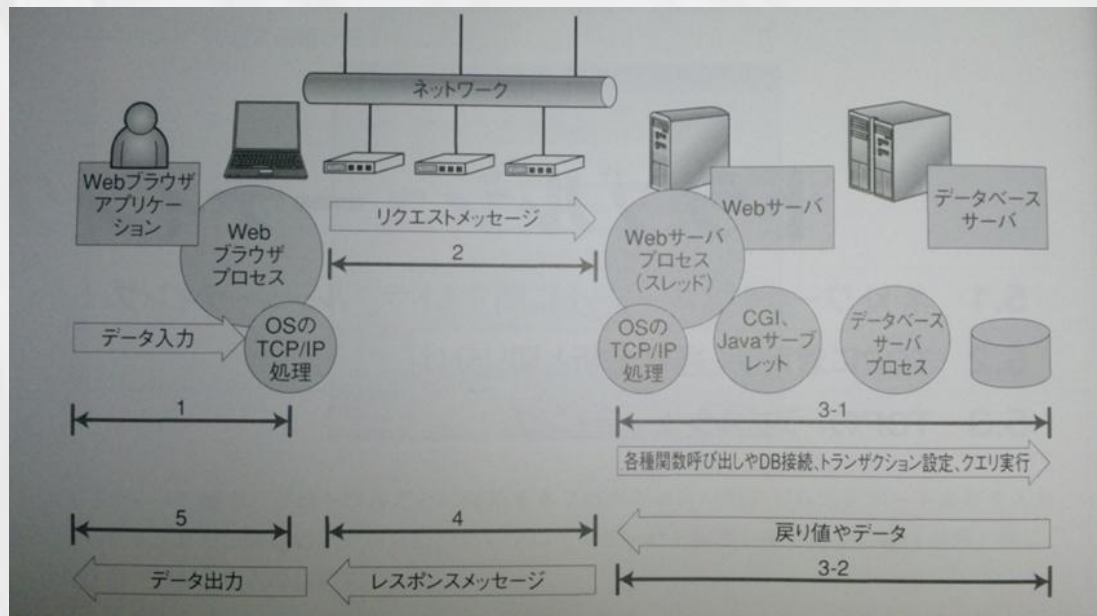 ネットワーク
Webブラウザ
アプリケー
ション
Web
ブラウザ
プロセス
リクエストメッセージ
2
Webサーバ
プロセス
(スレッド)
Webサーバ
データベース
サーバ
データ入力
OSの
TCP/IP
処理
OSの
TCP/IP
処理
CGI、
Javaサーブ
レット
データベース
サーバ
プロセス
1
3-1
各種関数呼び出しやDB接続、トランザクション設定、クエリ実行
5
4
戻り値やデータ
データ出力
レスポンスメッセージ
3-2